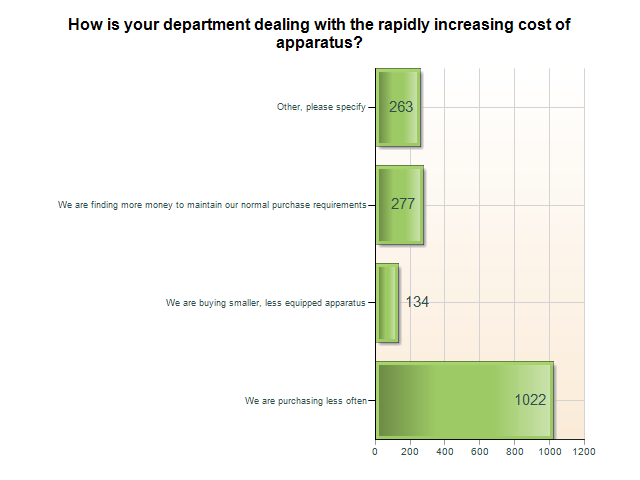 How is your department dealing with the rapidly increasing cost of
apparatus?
Other, please specify
263
We are finding more money to maintain our normal purchase requirements
277
We are buying smaller, less equipped apparatus
134
We are purchasing less often
1022
0 200 400 600 800 1000 1200